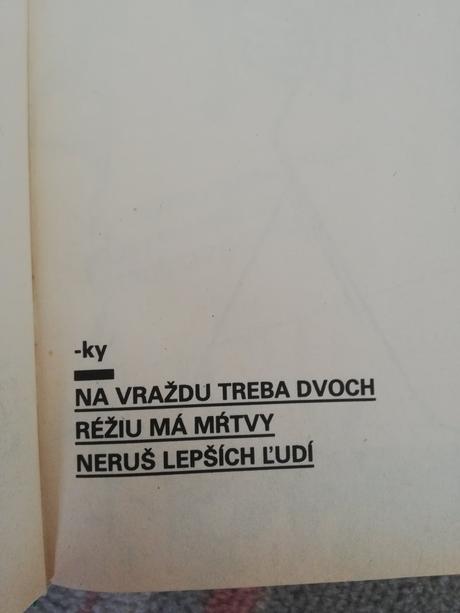 -ky
NA VRAŽDU TREBA DVOCH
RÉŽIU MÁ MŔTVY
NERUŠ LEPŠÍCH ĽUDÍ